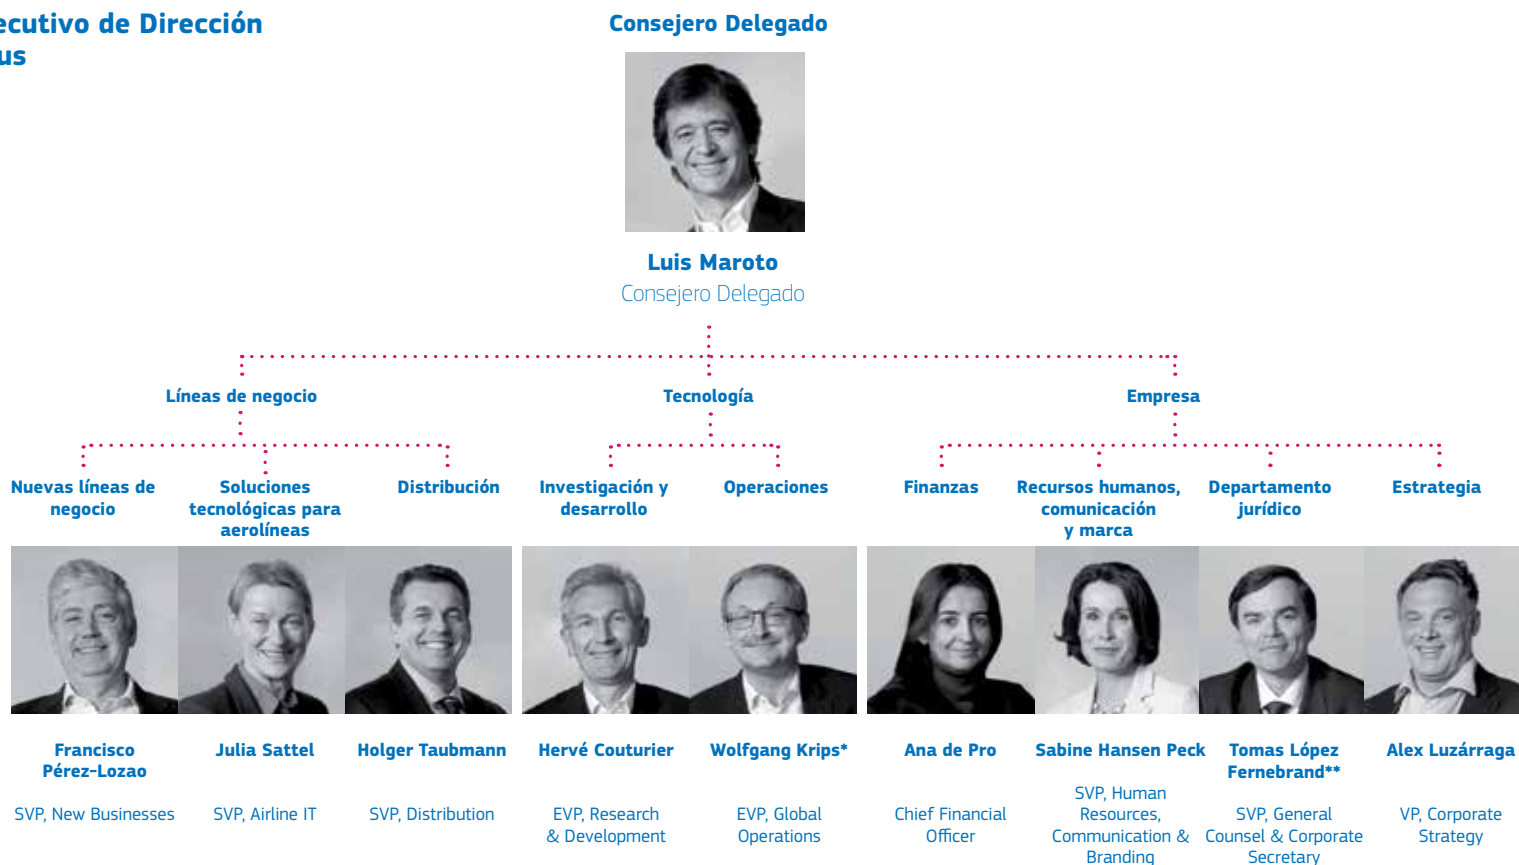 ecutivo de Dirección
us
Consejero Delegado
Luis Maroto
Consejero Delegado
Líneas de negocio
Tecnología
Empresa
Nuevas líneas de
negocio
Soluciones
tecnológicas para
aerolíneas
Distribución
Investigación y
desarrollo
Operaciones
Finanzas
Recursos humanos,
comunicación
y marca
Departamento
jurídico
Estrategia
Francisco
Pérez-Lozao
SVP, New Businesses
Julia Sattel
SVP, Airline IT
Holger Taubmann
SVP, Distribution
Hervé Couturier
EVP, Research
& Development
Wolfgang Krips*
EVP, Global
Operations
Ana de Pro
Chief Financial
Officer
Sabine Hansen Peck
SVP, Human
Resources,
Communication &
Branding
Tomas López
Fernebrand**
SVP, General
Counsel & Corporate
Secretary
Alex Luzárraga
VP, Corporate
Strategy